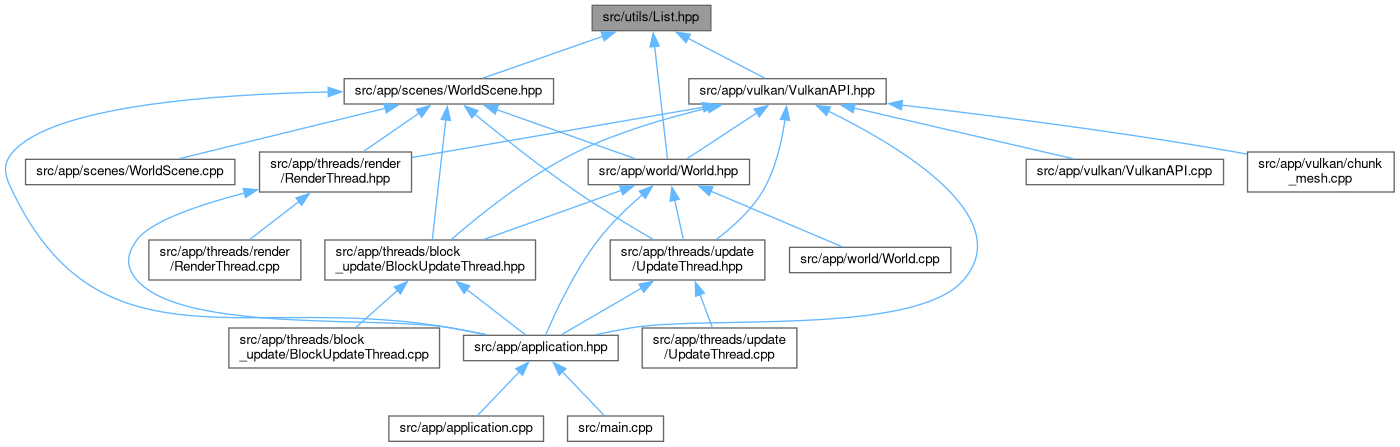 src/utils/List.hpp
src/app/scenes/WorldScene.hpp
src/app/vulkan/VulkanAPI.hpp
src/app/scenes/WorldScene.cpp
src/app/threads/render
/RenderThread.hpp
src/app/world/World.hpp
src/app/vulkan/VulkanAPI.cpp
src/app/vulkan/chunk
_mesh.cpp
src/app/threads/render
/RenderThread.cpp
src/app/threads/block
_update/BlockUpdateThread.hpp
src/app/threads/update
/UpdateThread.hpp
src/app/world/World.cpp
src/app/threads/block
_update/BlockUpdateThread.cpp
src/app/application.hpp
src/app/threads/update
/UpdateThread.cpp
src/app/application.cpp
src/main.cpp